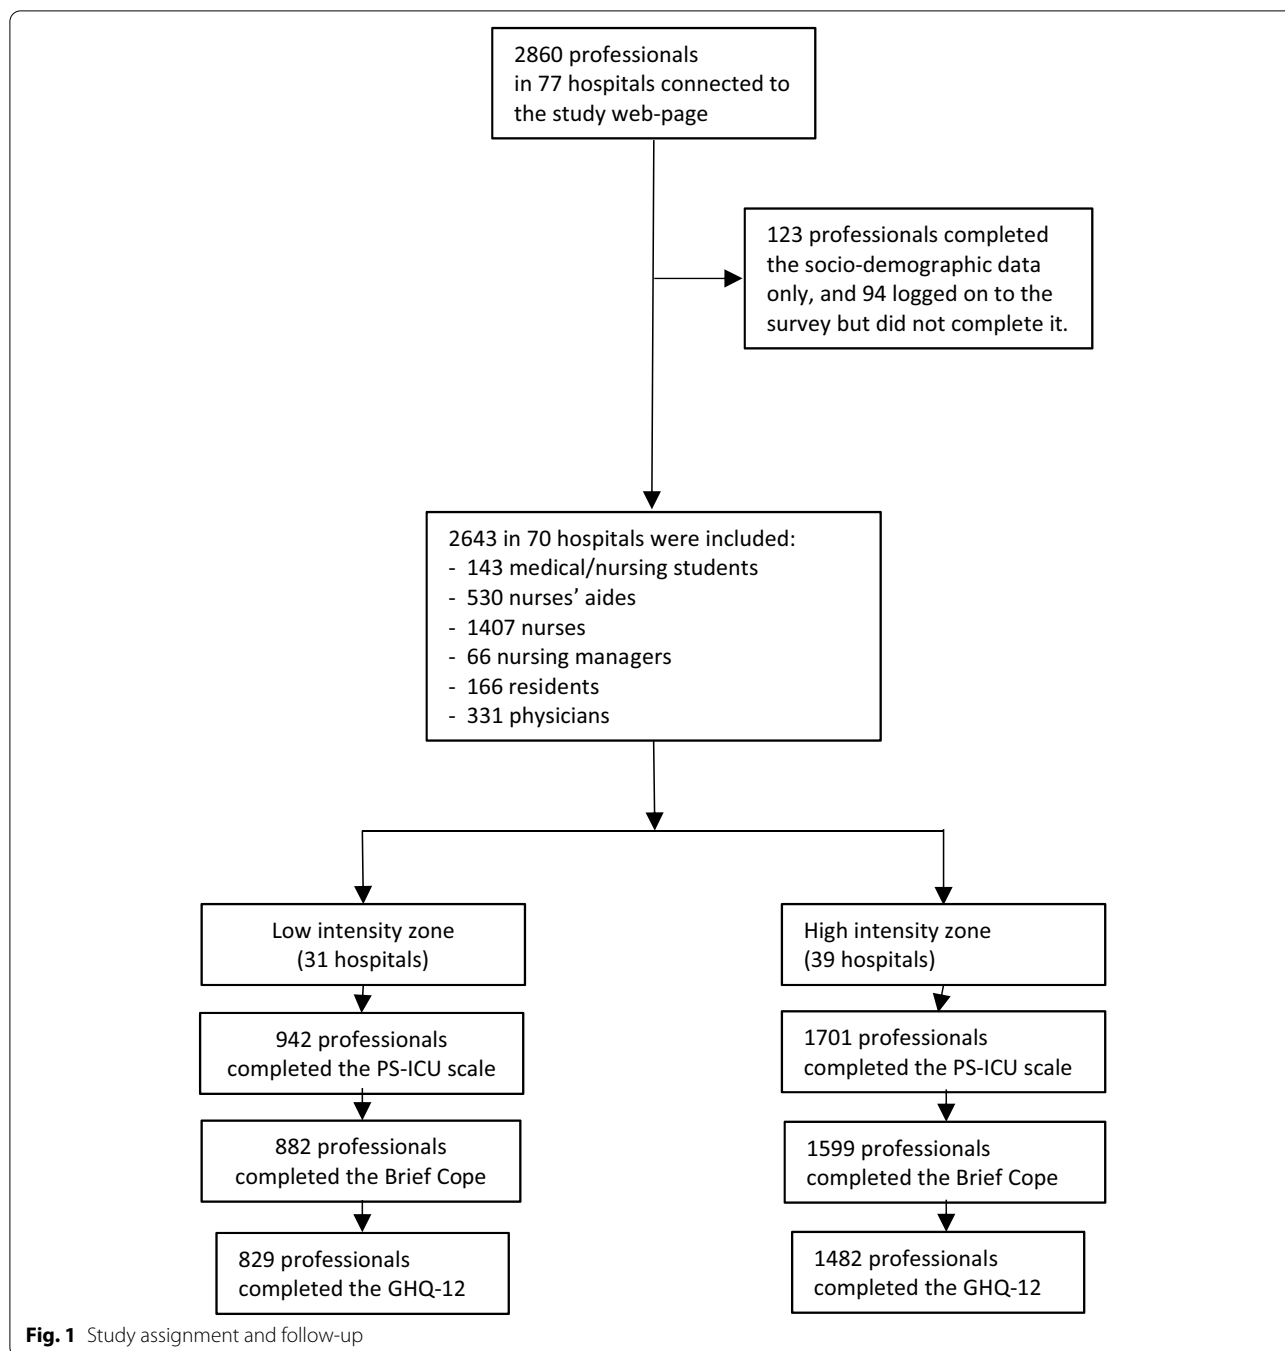 2860 professionals
in 77 hospitals connected to
the study web-page
123 professionals completed
the socio-demographic data
only, and 94 logged on to the
survey but did not complete it.
2643 in 70 hospitals were included:
- 143 medical/nursing students
- 530 nurses’ aides
- 1407 nurses
- 66 nursing managers
- 166 residents
- 331 physicians
Low intensity zone
(31 hospitals)
942 professionals
completed the PS-ICU scale
882 professionals
completed the Brief Cope
829 professionals
completed the GHQ-12
High intensity zone
(39 hospitals)
1701 professionals
completed the PS-ICU scale
1599 professionals
completed the Brief Cope
1482 professionals
completed the GHQ-12
Fig. 1 Study assignment and follow-up